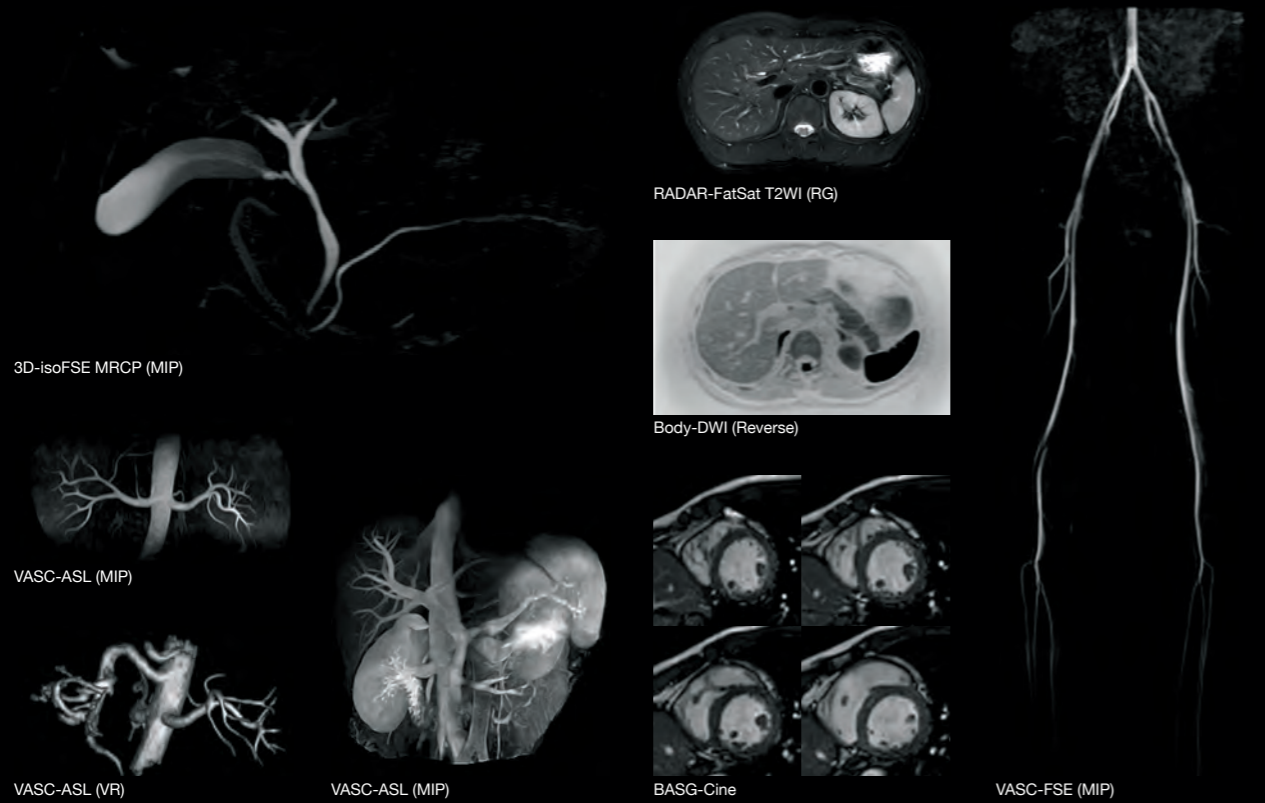 3D-isoFSE MRCP (MIP)
VASC-ASL (MIP)
VASC-ASL (VR)
VASC-ASL (MIP)
RADAR-FatSat T2WI (RG)
Body-DWI (Reverse)
BASG-Cine
VASC-FSE (MIP)